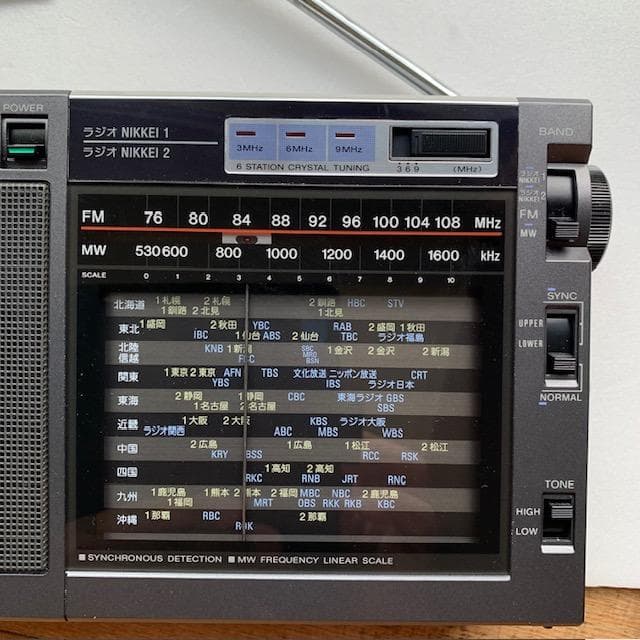 POWER
ラジオ NIKKEI 1
ラジオ NIKKEI 2
3MHz 6MHz 9MHz
6 STATION CRYSTAL TUNING
3 6 9 (MHz)
BAND
ラジオ NIKKEI 1
ラジオ NIKKEI 2
FM
MW
FM 76 80 84 88 92 96 100 104 108 MHz
MW 530 600 800 1000 1200 1400 1600 kHz
SCALE 0 1 2 3 4 5 6 7 8 9 10
SYNC
UPPER
LOWER
NORMAL
北海道 1札幌 2札幌 2釧路 HBC STV
1釧路 2北見 1北見
東北 1盛岡 2秋田 YBC RAB 2盛岡 1秋田
IBC 1仙台 ABS 2仙台 TBC ラジオ福島
北陸 KNB 1新潟 SBC 1金沢 2金沢 2新潟
信越 MRO
BSN
関東 1東京 2東京 AFN TBS 文化放送 ニッポン放送 CRT
YBS IBS ラジオ日本
東海 2静岡 1静岡 CBC 東海ラジオ GBS
1名古屋 2名古屋 SBS
近畿 1大阪 2大阪 KBS ラジオ大阪
ラジオ関西 ABC MBS WBS
中国 2広島 1広島 1松江 2松江
KRY BSS RCC RSK
四国 1高知 2高知
RKC RNB JRT RNC
九州 1鹿児島 1熊本 2熊本 2福岡 MBC NBC 2鹿児島
1福岡 MRT OBS RKK RKB KBC
沖縄 1那覇 RBC 2那覇
ROK
TONE
HIGH
LOW
■ SYNCHRONOUS DETECTION ■ MW FREQUENCY LINEAR SCALE